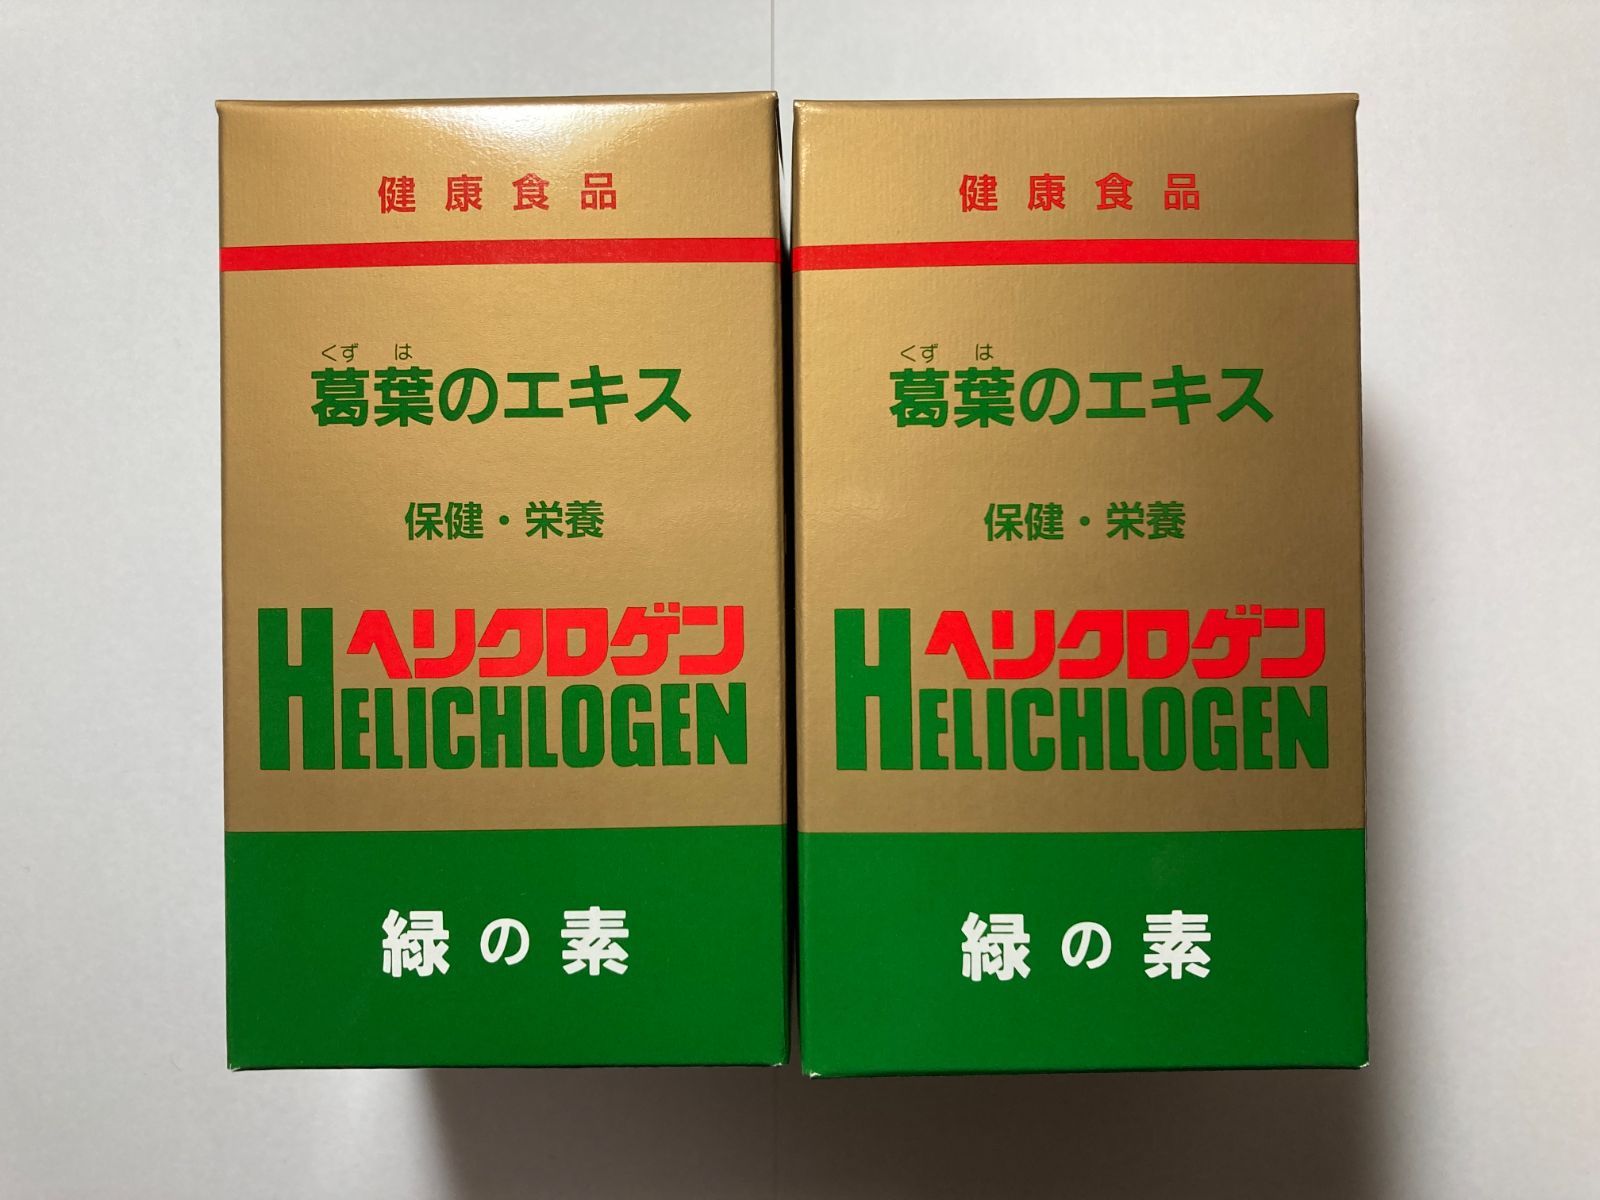 健康食品
くずは
葛葉のエキス
保健・栄養
ヘリクロゲン
HELICHLOGEN
緑の素
健康食品
くずは
葛葉のエキス
保健・栄養
ヘリクロゲン
HELICHLOGEN
緑の素